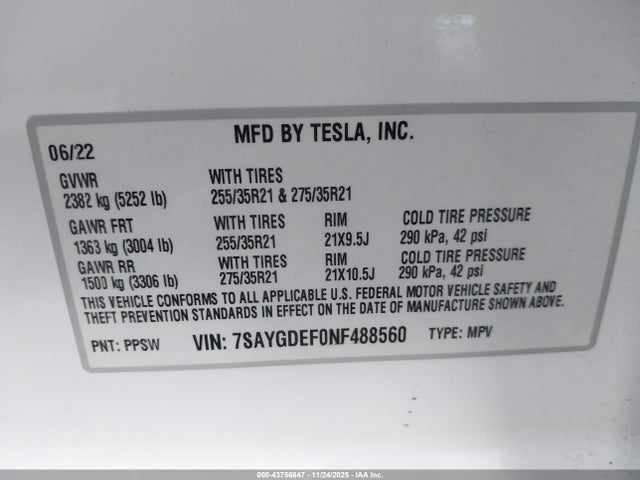 MFD BY TESLA, INC.
06/22
GVWR WITH TIRES
2382 kg (5252 lb) 255/35R21 & 275/35R21
GAWR FRT WITH TIRES RIM COLD TIRE PRESSURE
1363 kg (3004 lb) 255/35R21 21X9.5J 290 kPa, 42 psi
GAWR RR WITH TIRES RIM COLD TIRE PRESSURE
1500 kg (3306 lb) 275/35R21 21X10.5J 290 kPa, 42 psi
THIS VEHICLE CONFORMS TO ALL APPLICABLE U.S. FEDERAL MOTOR VEHICLE SAFETY AND
THEFT PREVENTION STANDARDS IN EFFECT ON THE DATE OF MANUFACTURE SHOWN ABOVE.
PNT: PPSW VIN: 7SAYGDEF0NF488560 TYPE: MPV
000-43756847 - 11/24/2025 - IAA Inc.